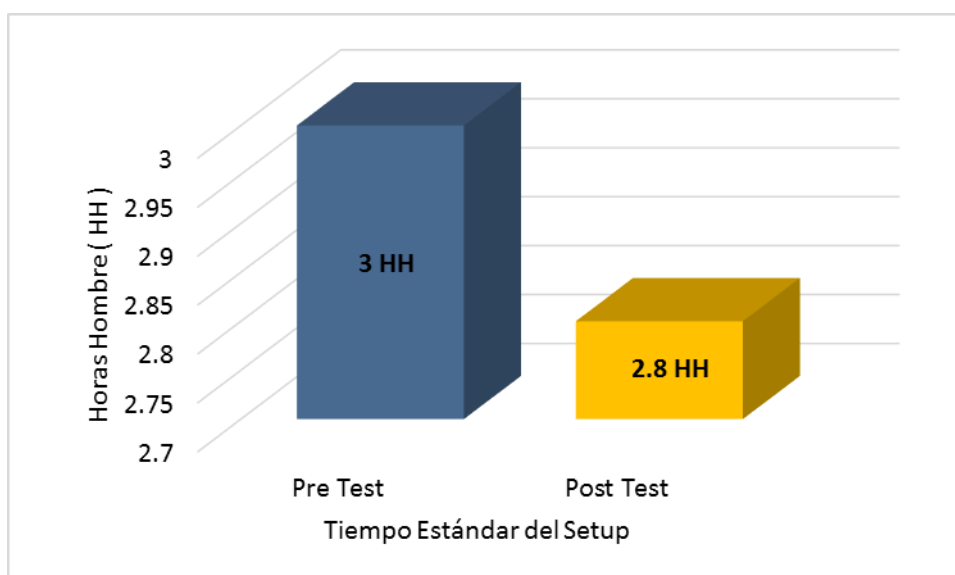 3
2.95
2.9
2.85
2.8
2.75
2.7
Horas Hombre ( HH )
3 HH
2.8 HH
Pre Test
Post Test
Tiempo Estándar del Setup